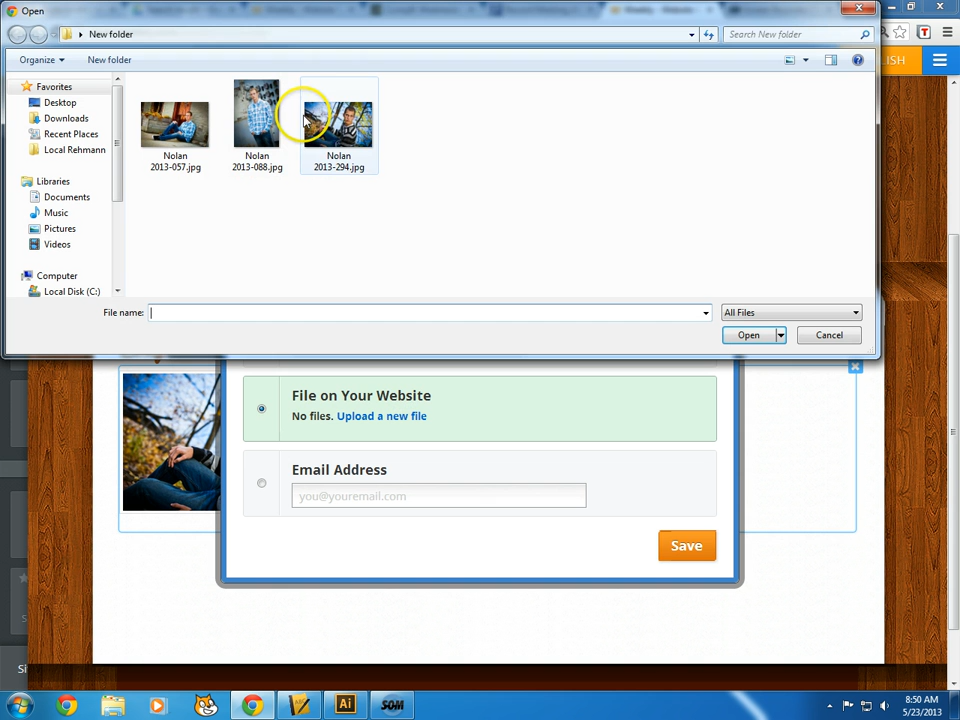 Open
New folder
Search New folder
Organize
New folder
Favorites
Desktop
Downloads
Recent Places
Local Rehmann
Libraries
Documents
Music
Pictures
Videos
Computer
Local Disk (C:)
Nolan
2013-057.jpg
Nolan
2013-088.jpg
Nolan
2013-294.jpg
File name:
All Files
Open
Cancel
File on Your Website
No files. Upload a new file
Email Address
you@youremail.com
Save
Ai
SOM
8:50 AM
5/23/2013